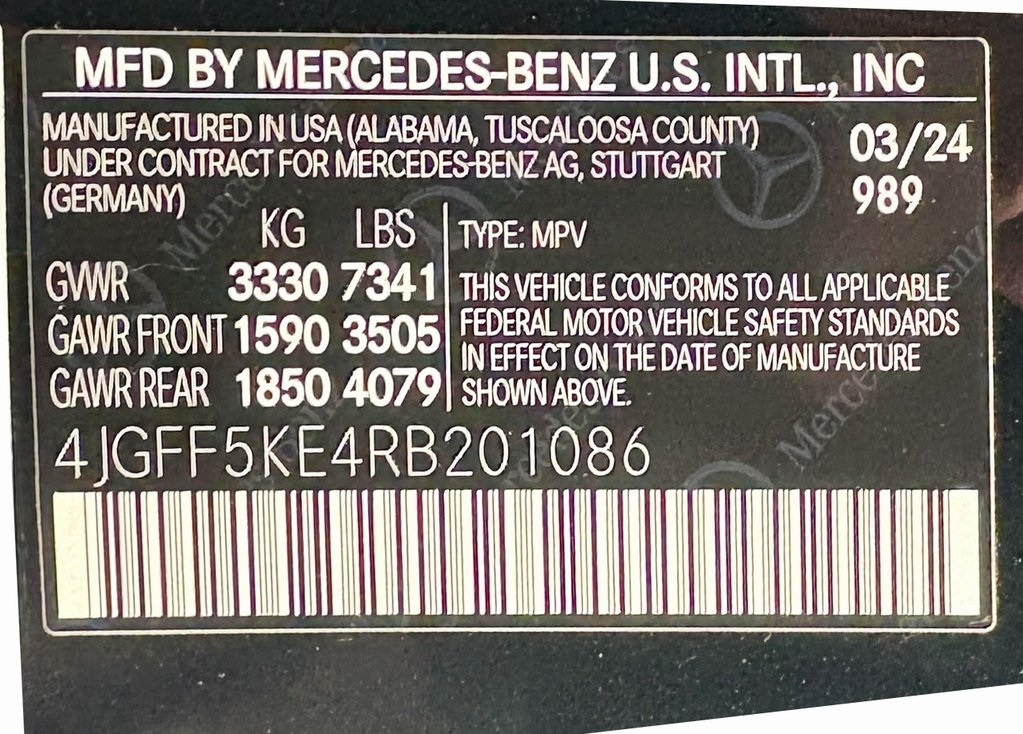 MFD BY MERCEDES-BENZ U.S. INTL., INC
MANUFACTURED IN USA (ALABAMA, TUSCALOOSA COUNTY)
UNDER CONTRACT FOR MERCEDES-BENZ AG, STUTTGART
(GERMANY)
03/24
989
KG LBS
GVWR 3330 7341
GAWR FRONT 1590 3505
GAWR REAR 1850 4079
TYPE: MPV
THIS VEHICLE CONFORMS TO ALL APPLICABLE
FEDERAL MOTOR VEHICLE SAFETY STANDARDS
IN EFFECT ON THE DATE OF MANUFACTURE
SHOWN ABOVE.
4JGFF5KE4RB201086